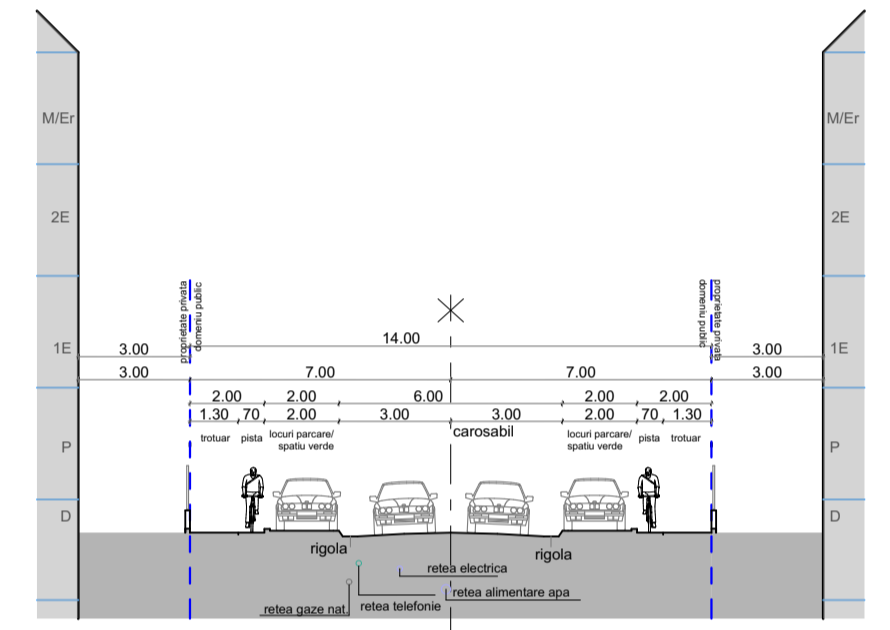 M/Er
M/Er
2E
2E
proprietate privata
domeniu public
domeniu public
proprietate privata
14.00
1E
3.00
3.00
1E
3.00
7.00
7.00
3.00
2.00
2.00
6.00
2.00
2.00
1.30
70
2.00
3.00
3.00
2.00
70
1.30
trotuar
pista
locuri parcare/
spatiu verde
carosabil
locuri parcare/
spatiu verde
pista
trotuar
P
P
D
D
rigola
rigola
retea electrica
retea alimentare apa
retea telefonie
retea gaze nat.